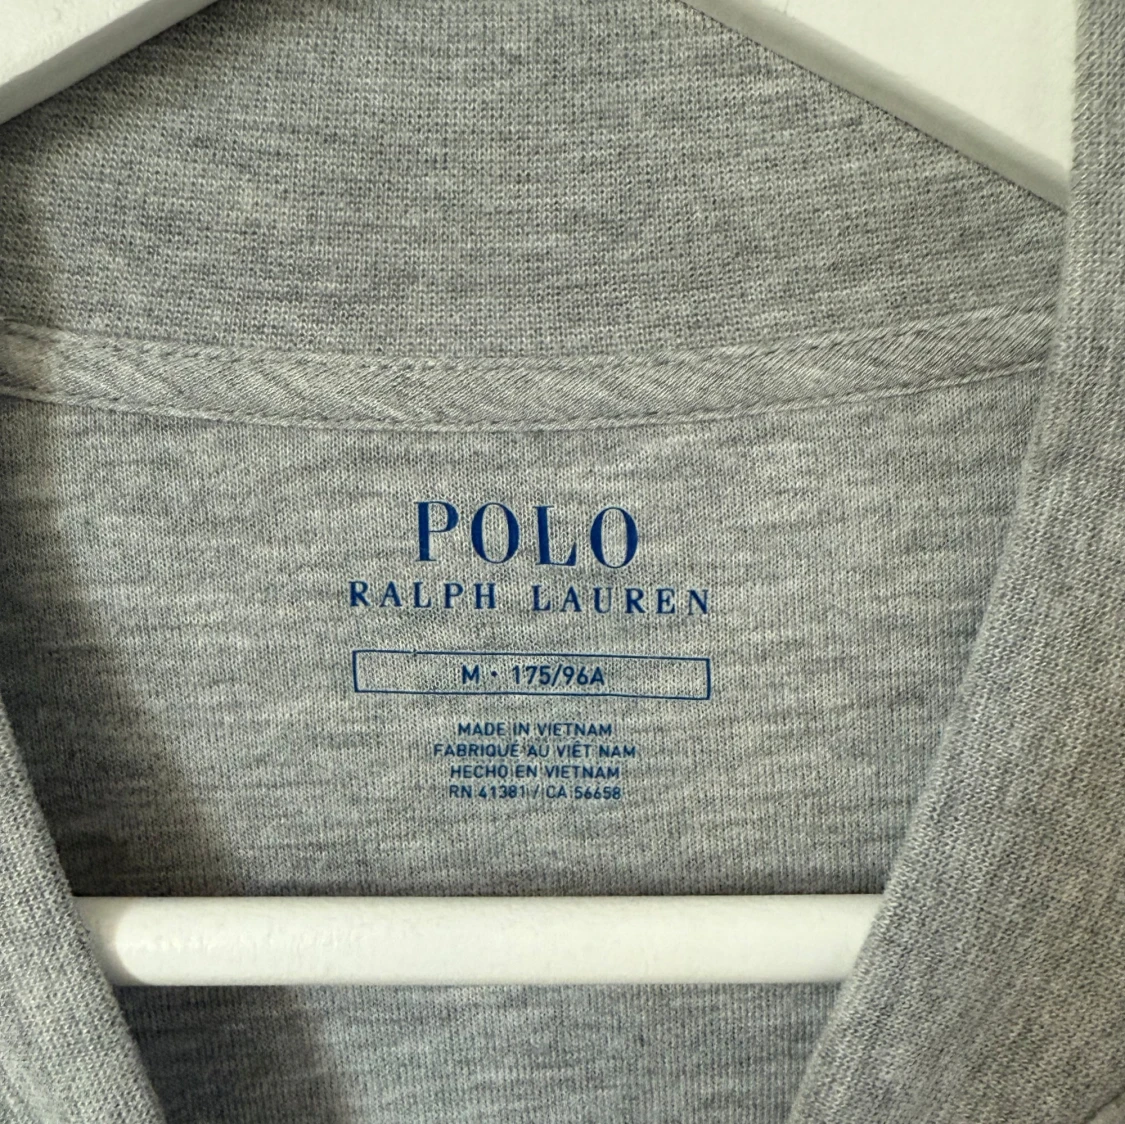 POLO
RALPH LAUREN
M · 175/96A
MADE IN VIETNAM
FABRIQUÉ AU VIÊT NAM
HECHO EN VIETNAM
RN 41381 / CA 56658